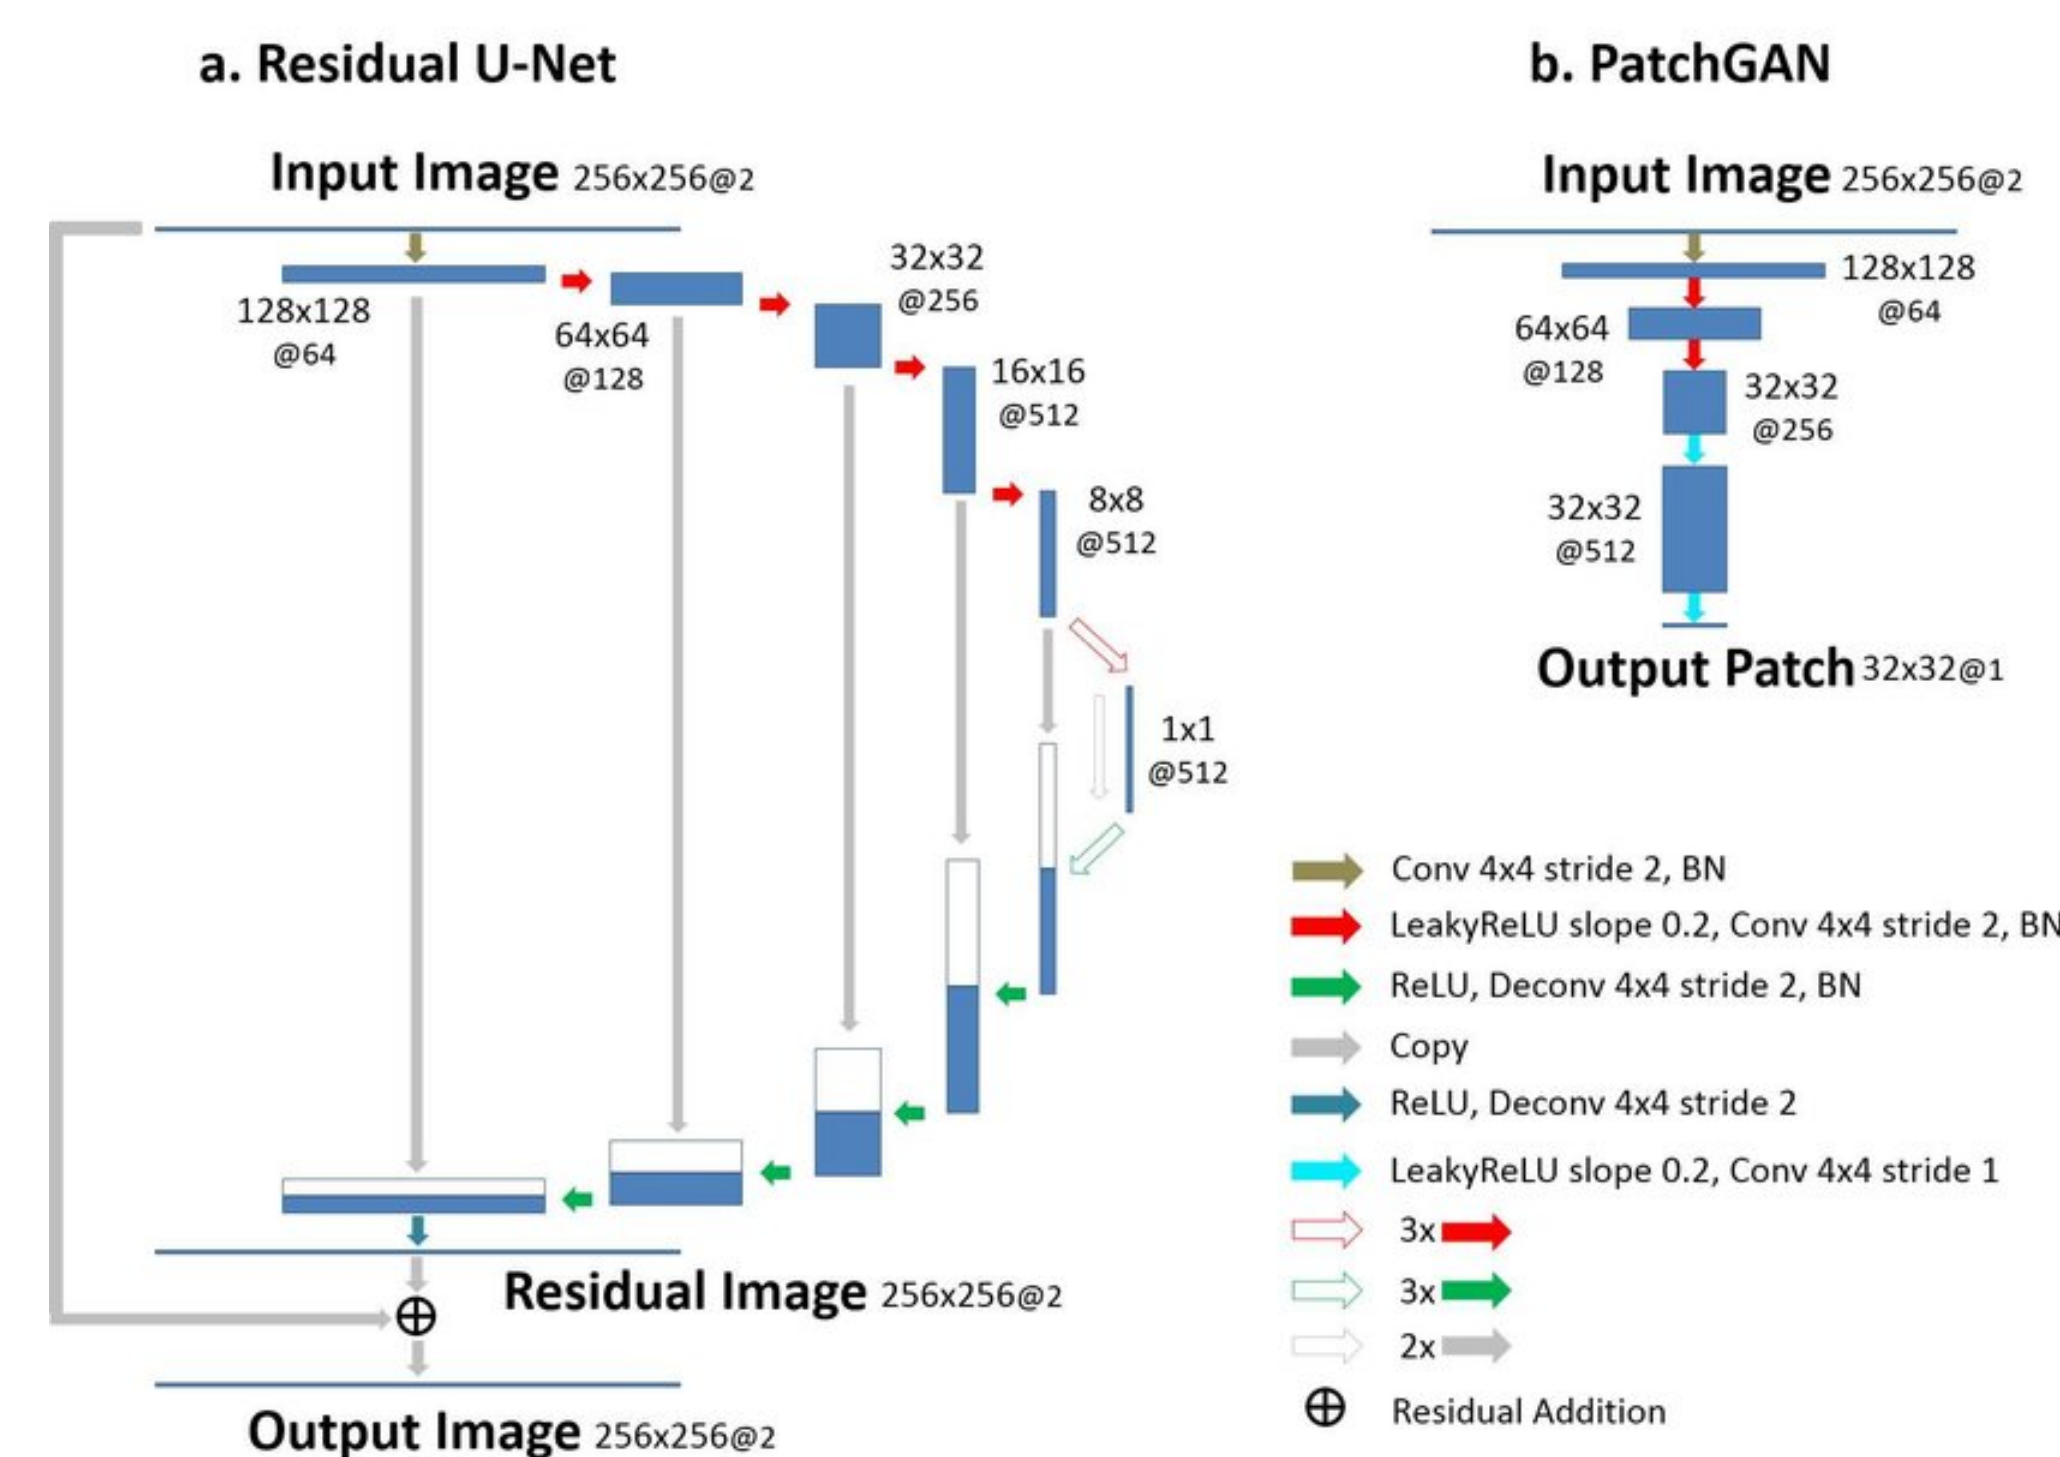 a. Residual U-Net
Input Image 256x256@2
128x128
@64
64x64
@128
32x32
@256
16x16
@512
8x8
@512
1x1
@512
Residual Image 256x256@2
Output Image 256x256@2
b. PatchGAN
Input Image 256x256@2
128x128
@64
64x64
@128
32x32
@256
32x32
@512
Output Patch 32x32@1
Conv 4x4 stride 2, BN
LeakyReLU slope 0.2, Conv 4x4 stride 2, BN
ReLU, Deconv 4x4 stride 2, BN
Copy
ReLU, Deconv 4x4 stride 2
LeakyReLU slope 0.2, Conv 4x4 stride 1
3x
3x
2x
Residual Addition